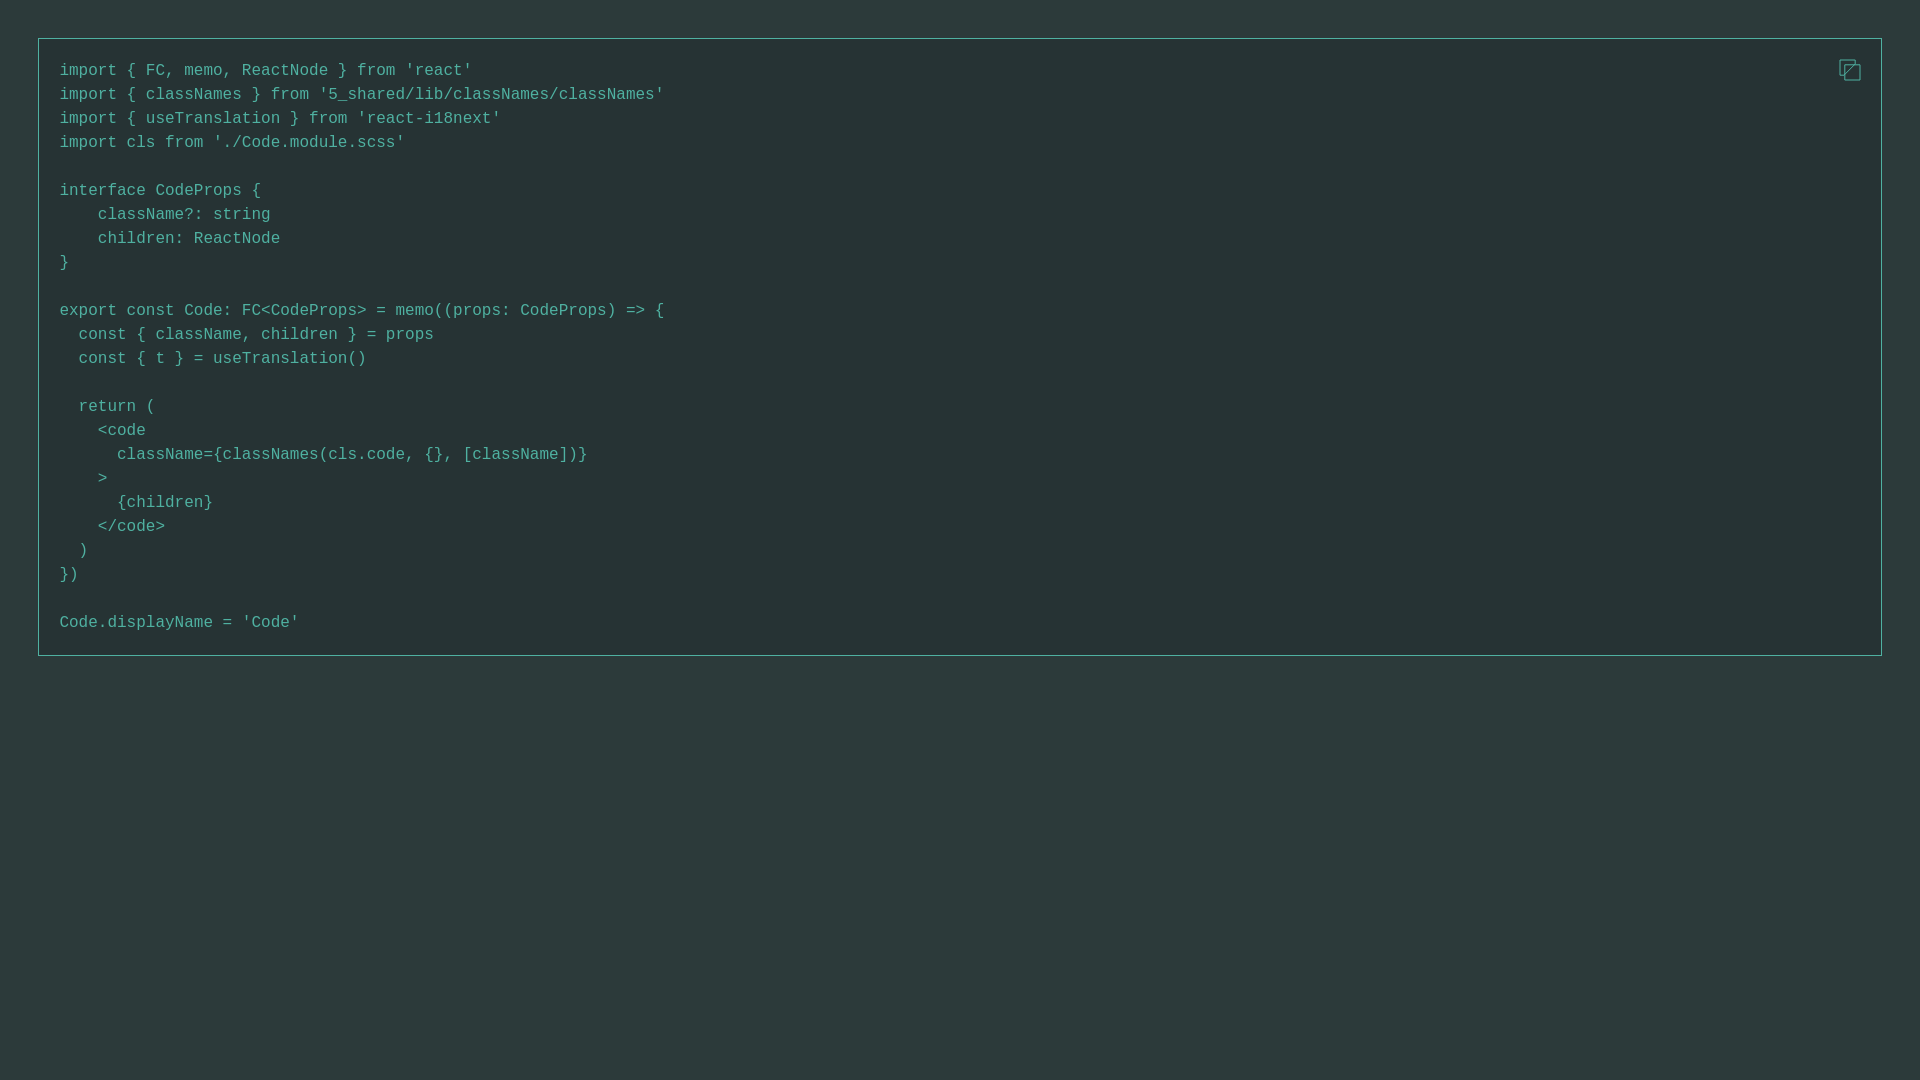 import { FC, memo, ReactNode } from 'react'
import { classNames } from '5_shared/lib/classNames/classNames'
import { useTranslation } from 'react-i18next'
import cls from './Code.module.scss'

interface CodeProps {
    className?: string
    children: ReactNode
}

export const Code: FC<CodeProps> = memo((props: CodeProps) => {
  const { className, children } = props
  const { t } = useTranslation()

  return (
    <code
      className={classNames(cls.code, {}, [className])}
    >
      {children}
    </code>
  )
})

Code.displayName = 'Code'